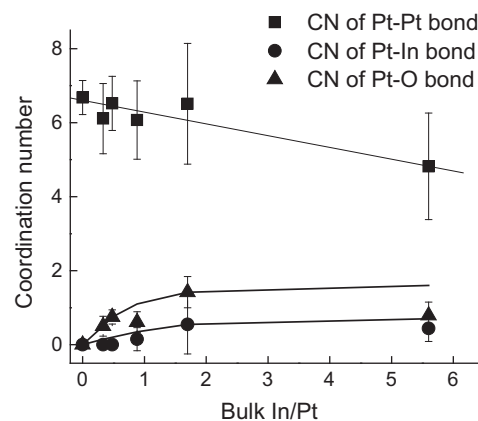 CN of Pt-Pt bond
CN of Pt-In bond
CN of Pt-O bond
Coordination number
8
6
4
2
0
0 1 2 3 4 5 6
Bulk In/Pt